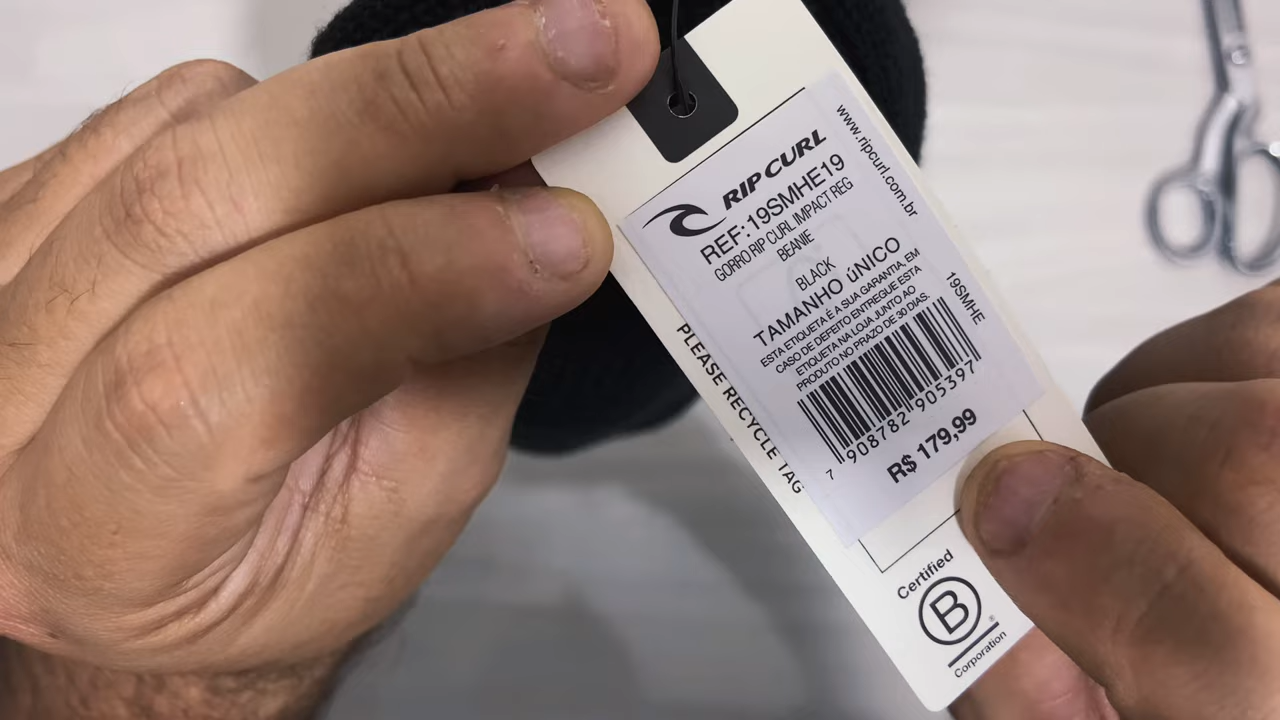 RIP CURL
www.ripcurl.com.br
REF:19SMHE19
GORRO RIP CURL IMPACT REG
BEANIE
BLACK
TAMANHO úNICO
ESTA ETIQUETA É A SUA GARANTIA, EM
CASO DE DEFEITO ENTREGUE ESTA
ETIQUETA NA LOJA JUNTO AO
PRODUTO NO PRAZO DE 30 DIAS.
19SMHE
7 908782 905397
R$ 179,99
PLEASE RECYCLE TAG
Certified
B
®
Corporation